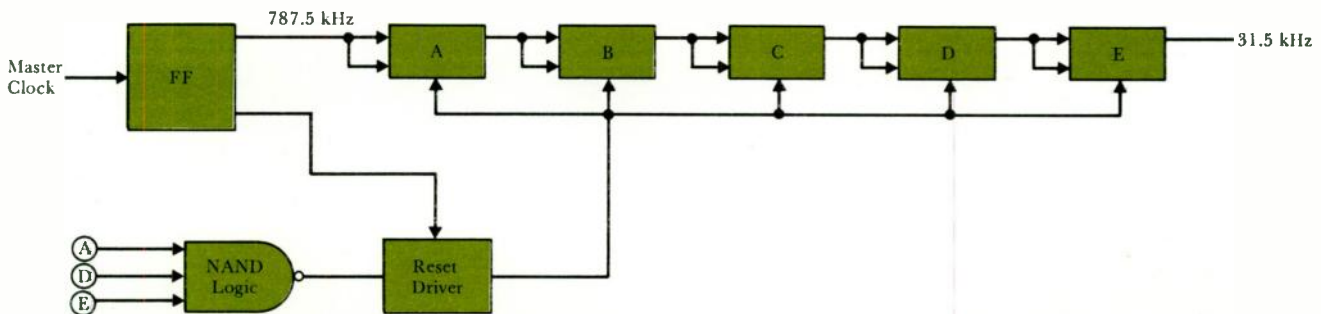 787.5 kHz
Master
Clock
FF
A
B
C
D
E
31.5 kHz
A
D
E
NAND
Logic
Reset
Driver